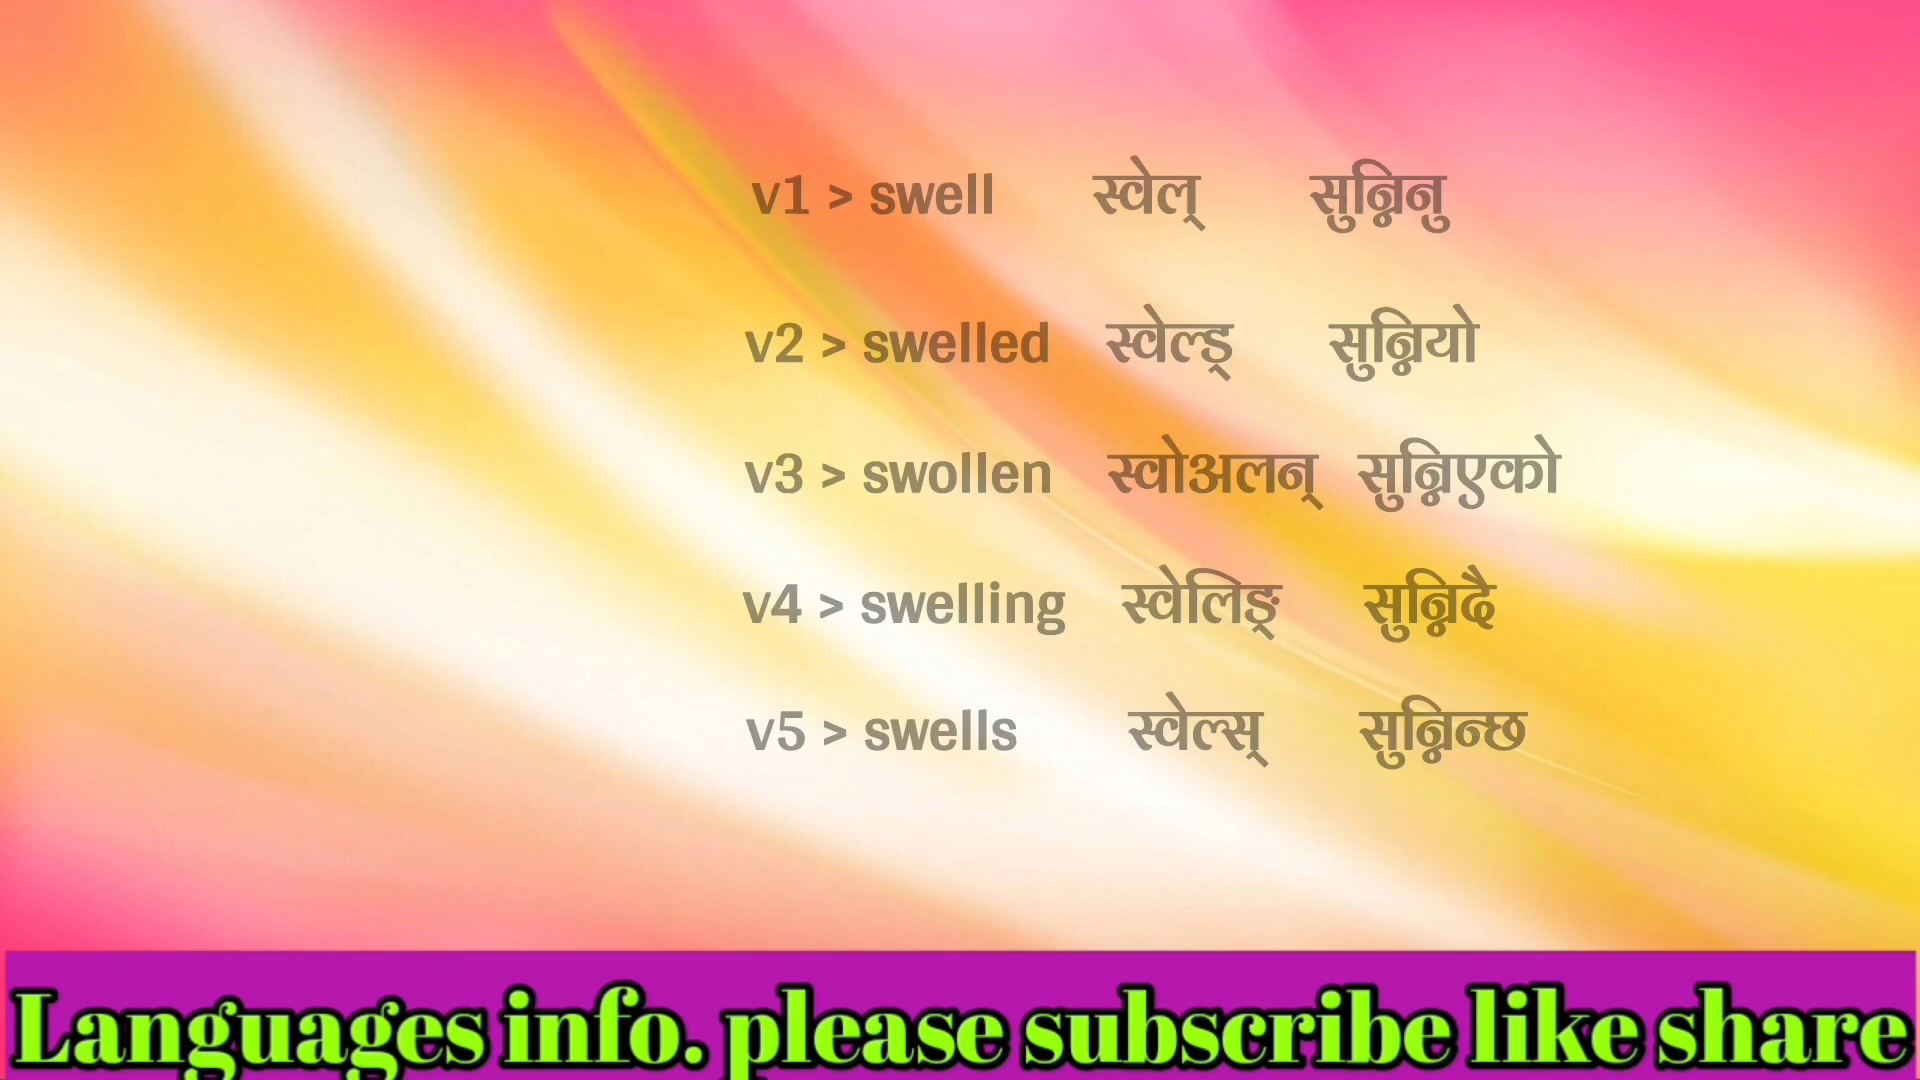 v1 > swell स्वेल् सुन्निनु
v2 > swelled स्वेल्ड् सुन्नियो
v3 > swollen स्वोअलन् सुन्निएको
v4 > swelling स्वेलिङ् सुन्निदै
v5 > swells स्वेल्स् सुन्निन्छ
Languages info. please subscribe like share